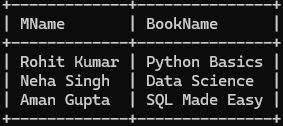 +-------------+---------------+
| MName       | BookName      |
+-------------+---------------+
| Rohit Kumar | Python Basics |
| Neha Singh  | Data Science  |
| Aman Gupta  | SQL Made Easy |
+-------------+---------------+